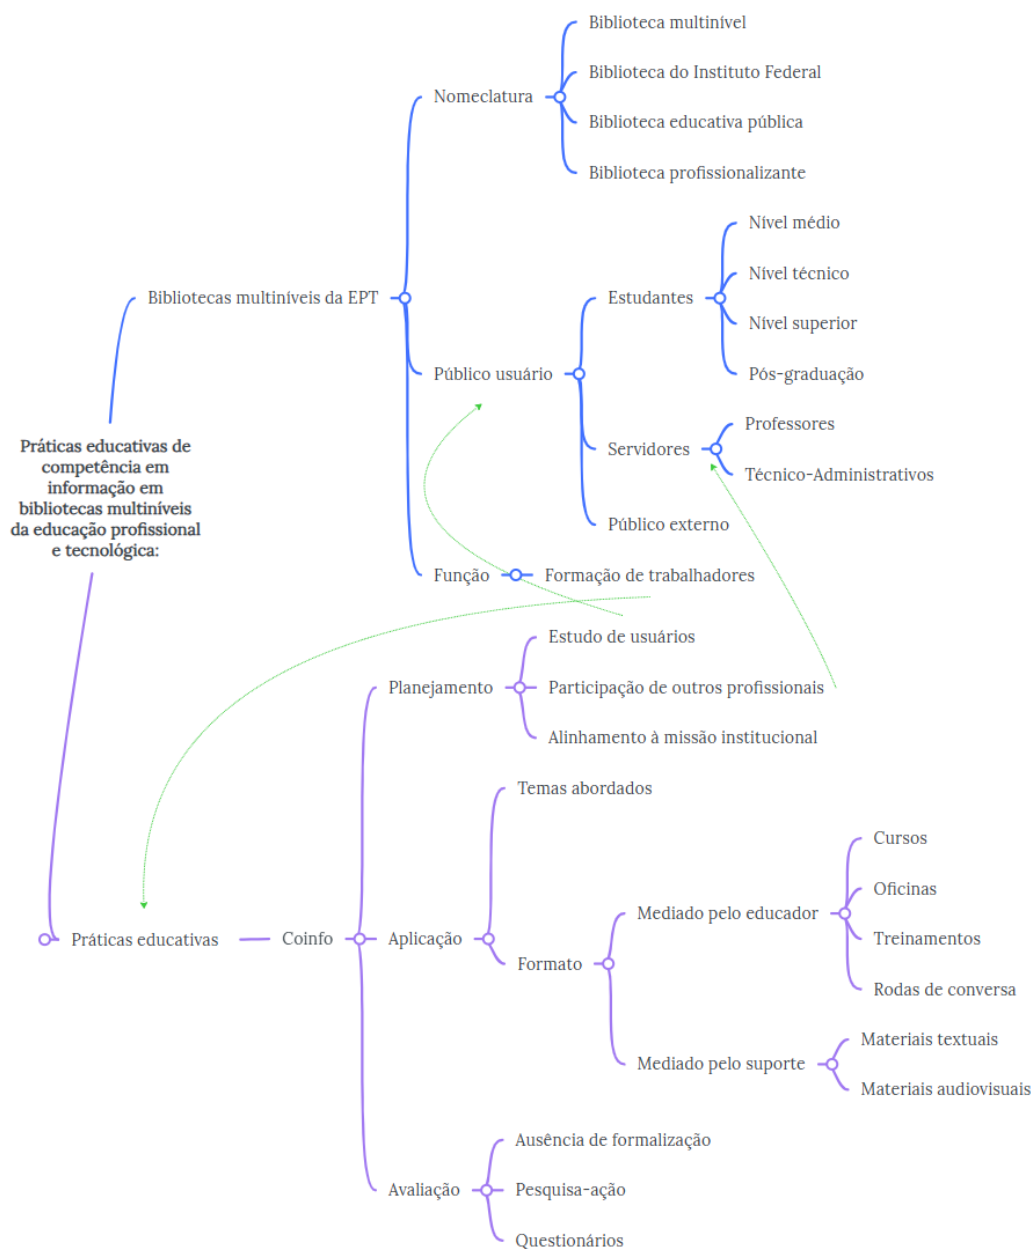 Biblioteca multinível
Biblioteca do Instituto Federal
Nomeclatura
Biblioteca educativa pública
Biblioteca profissionalizante
Nível médio
Nível técnico
Bibliotecas multiníveis da EPT
Estudantes
Nível superior
Público usuário
Pós-graduação
Professores
Servidores
Técnico-Administrativos
Práticas educativas de
competência em
informação em
bibliotecas multiníveis
da educação profissional
e tecnológica:
Público externo
Função
Formação de trabalhadores
Estudo de usuários
Planejamento
Participação de outros profissionais
Alinhamento à missão institucional
Temas abordados
Cursos
Oficinas
Mediado pelo educador
Práticas educativas
Coinfo
Aplicação
Treinamentos
Formato
Rodas de conversa
Materiais textuais
Mediado pelo suporte
Materiais audiovisuais
Ausência de formalização
Avaliação
Pesquisa-ação
Questionários